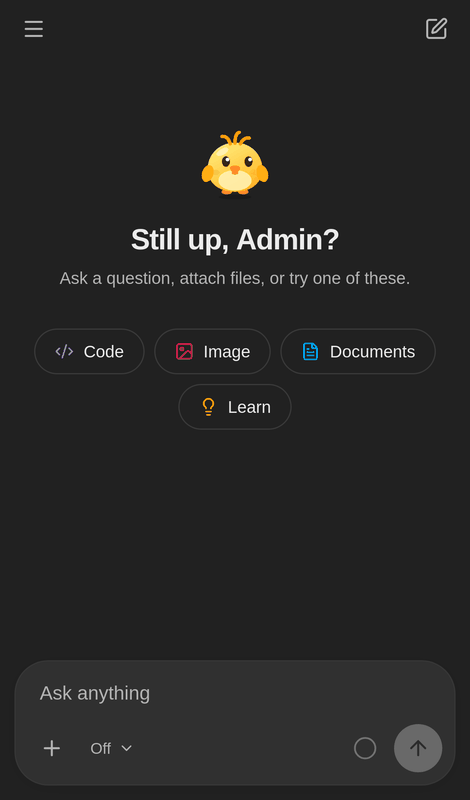 Still up, Admin?
Ask a question, attach files, or try one of these.
Code
Image
Documents
Learn
Ask anything
Off